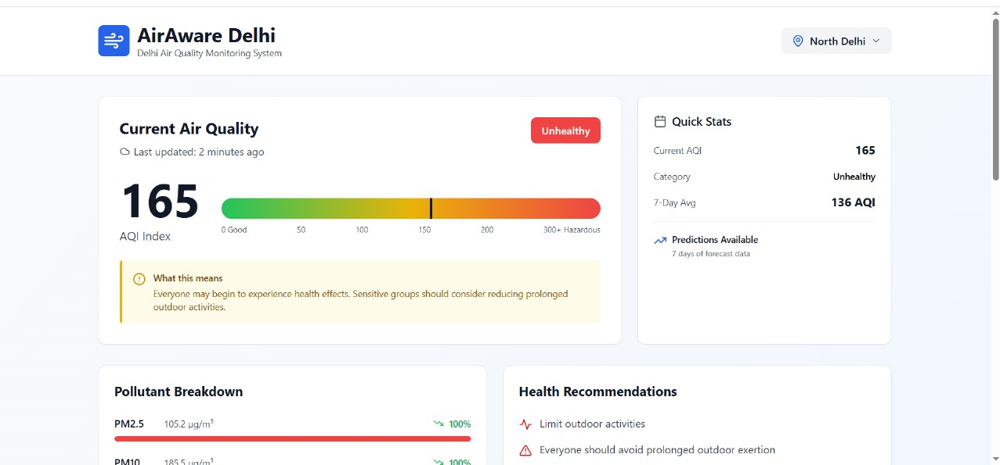 AirAware Delhi
Delhi Air Quality Monitoring System
North Delhi
Current Air Quality
Unhealthy
Last updated: 2 minutes ago
165
AQI Index
0 Good 50 100 150 200 300+ Hazardous
What this means
Everyone may begin to experience health effects. Sensitive groups should consider reducing prolonged
outdoor activities.
Quick Stats
Current AQI 165
Category Unhealthy
7-Day Avg 136 AQI
Predictions Available
7 days of forecast data
Pollutant Breakdown
PM2.5 105.2 µg/m³ 100%
PM10 185.5 µg/m³ 100%
Health Recommendations
Limit outdoor activities
Everyone should avoid prolonged outdoor exertion